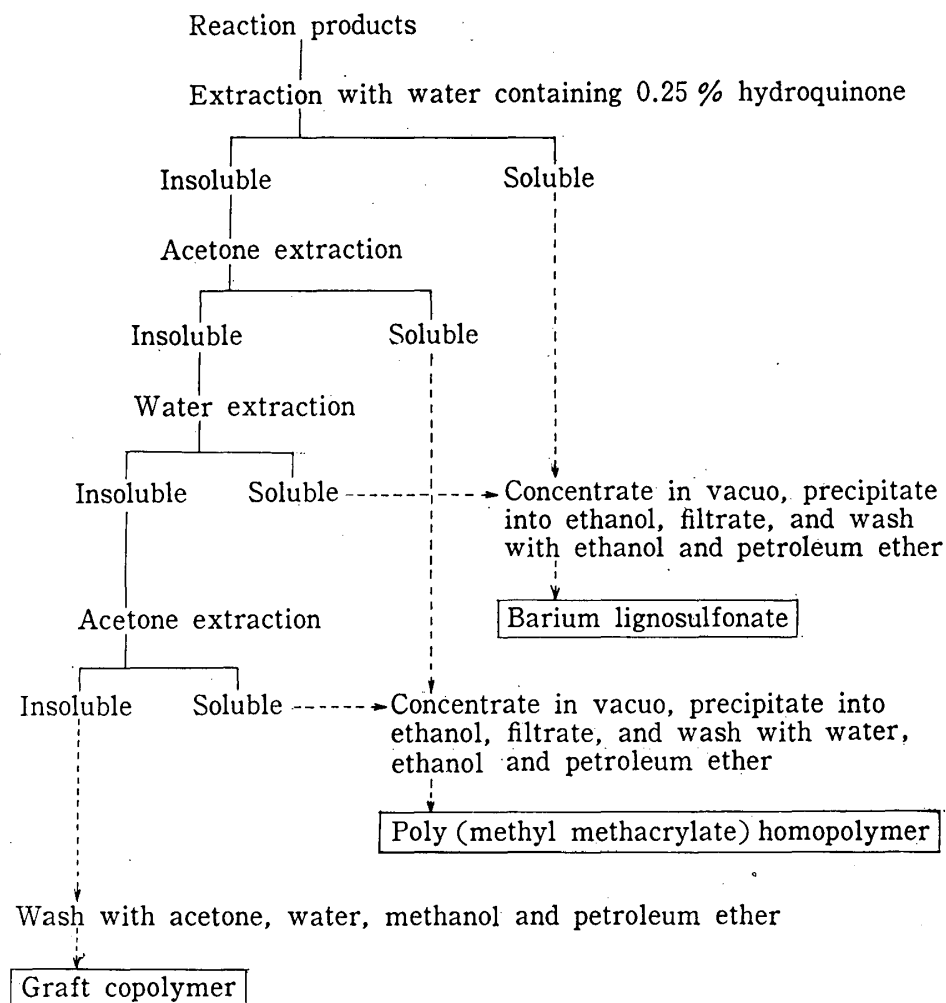 Reaction products
Extraction with water containing 0.25 % hydroquinone
Insoluble
Soluble
Acetone extraction
Insoluble
Soluble
Water extraction
Insoluble
Soluble
Concentrate in vacuo, precipitate
into ethanol, filtrate, and wash
with ethanol and petroleum ether
Barium lignosulfonate
Acetone extraction
Insoluble
Soluble
Concentrate in vacuo, precipitate into
ethanol, filtrate, and wash with water,
ethanol and petroleum ether
Poly (methyl methacrylate) homopolymer
Wash with acetone, water, methanol and petroleum ether
Graft copolymer